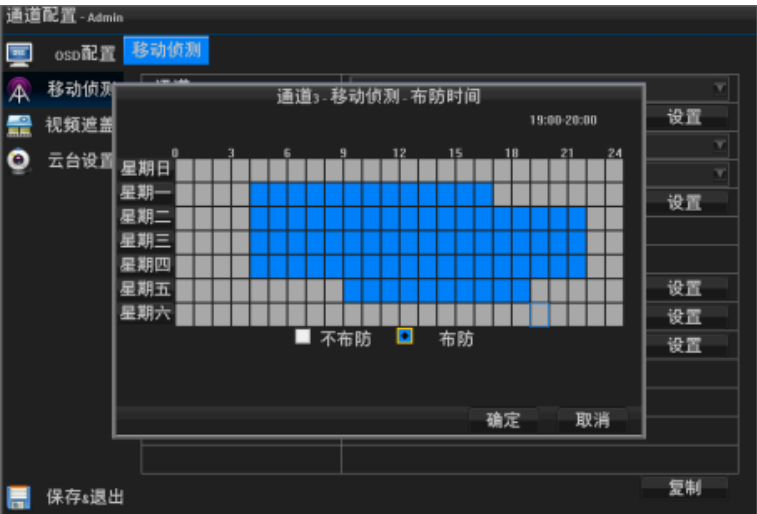 通道配置 - Admin
OSD配置 移动侦测
移动侦测
视频遮盖
云台设置
通道3 - 移动侦测 - 布防时间
19:00-20:00
0 3 6 9 12 15 18 21 24
星期日
星期一
星期二
星期三
星期四
星期五
星期六
不布防 布防
确定 取消
设置
设置
设置
设置
设置
复制
保存&退出